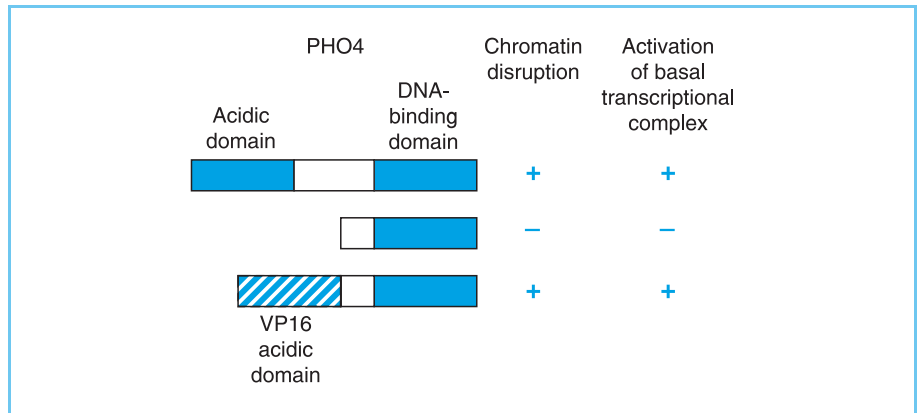 PHO4
Chromatin
disruption
Activation
of basal
transcriptional
complex
Acidic
domain
DNA-
binding
domain
+ +
– –
+ +
VP16
acidic
domain